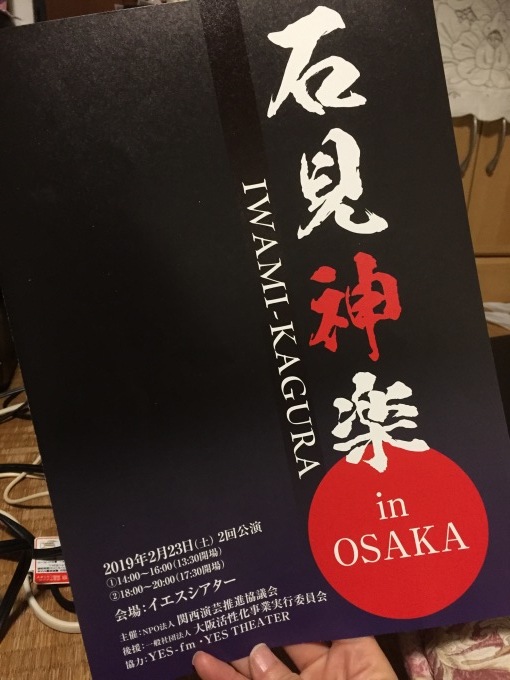 石見神楽
IWAMI-KAGURA
in
OSAKA
2019年2月23日(土) 2回公演
①14:00～16:00(13:30開場)
②18:00～20:00(17:30開場)
会場:イエスシアター
主催:NPO法人 関西演芸推進協議会
後援:一般社団法人 大阪活性化事業実行委員会
協力:YES-fm・YES THEATER